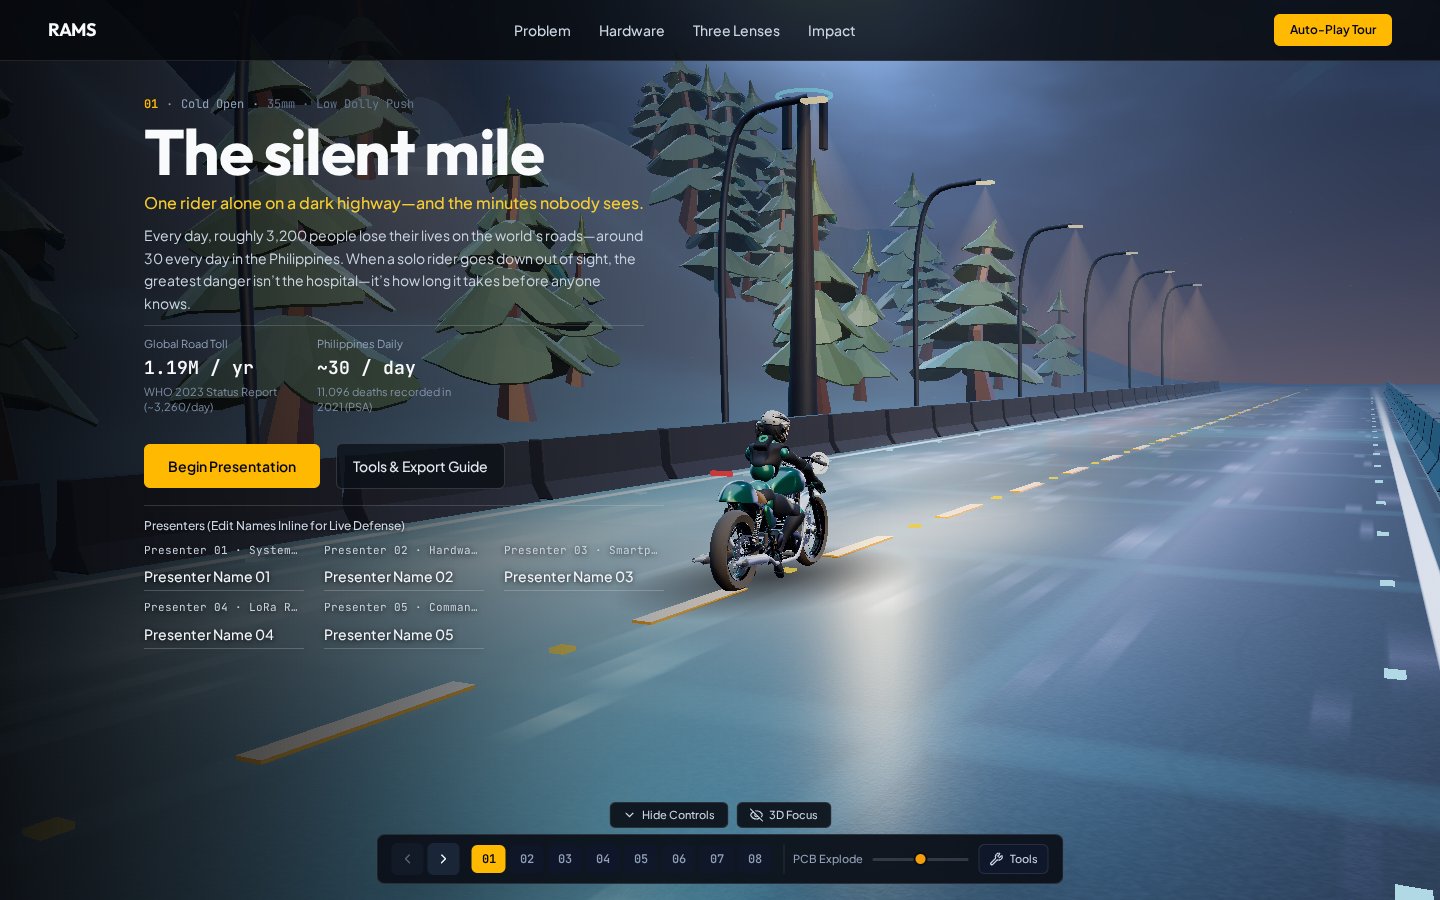 RAMS
Problem
Hardware
Three Lenses
Impact
Auto-Play Tour
01 · Cold Open · 35mm · Low Dolly Push
The silent mile
One rider alone on a dark highway—and the minutes nobody sees.
Every day, roughly 3,200 people lose their lives on the world's roads—around
30 every day in the Philippines. When a solo rider goes down out of sight, the
greatest danger isn't the hospital—it's how long it takes before anyone
knows.
Global Road Toll
1.19M / yr
WHO 2023 Status Report
(~3,260/day)
Philippines Daily
~30 / day
11,096 deaths recorded in
2021 (PSA)
Begin Presentation
Tools & Export Guide
Presenters (Edit Names Inline for Live Defense)
Presenter 01 · System…
Presenter Name 01
Presenter 02 · Hardwa…
Presenter Name 02
Presenter 03 · Smartp…
Presenter Name 03
Presenter 04 · LoRa R…
Presenter Name 04
Presenter 05 · Comman…
Presenter Name 05
Hide Controls
3D Focus
01
02
03
04
05
06
07
08
PCB Explode
Tools